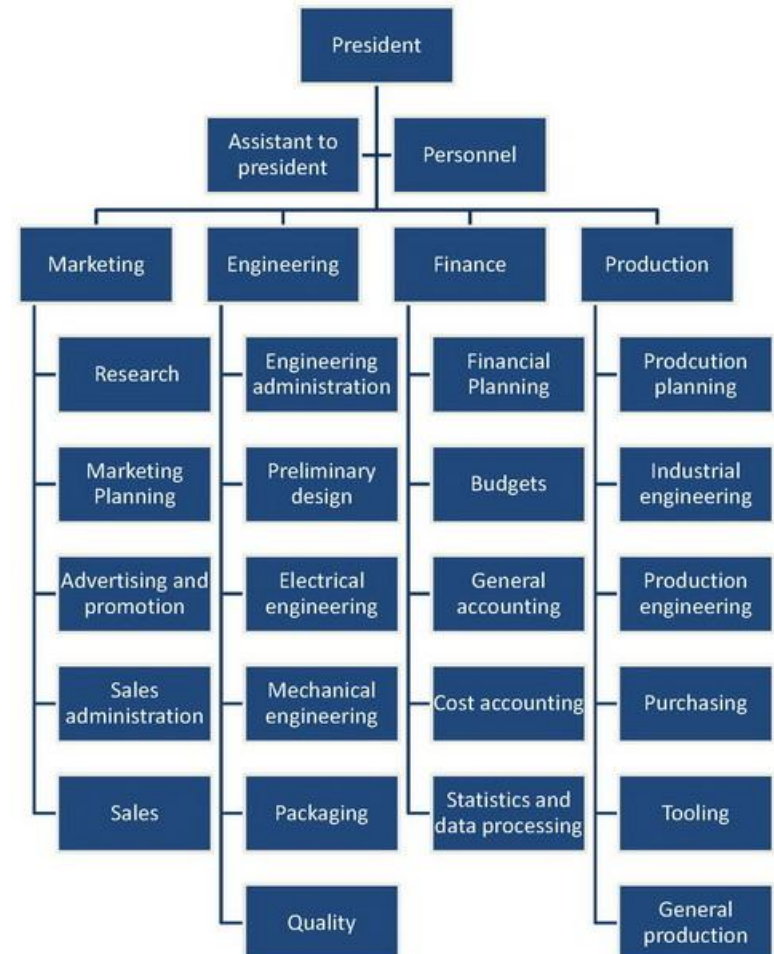 President
Assistant to
president
Personnel
Marketing
Engineering
Finance
Production
Research
Engineering
administration
Financial
Planning
Prodcution
planning
Marketing
Planning
Preliminary
design
Budgets
Industrial
engineering
Advertising and
promotion
Electrical
engineering
General
accounting
Production
engineering
Sales
administration
Mechanical
engineering
Cost accounting
Purchasing
Sales
Packaging
Statistics and
data processing
Tooling
Quality
General
production